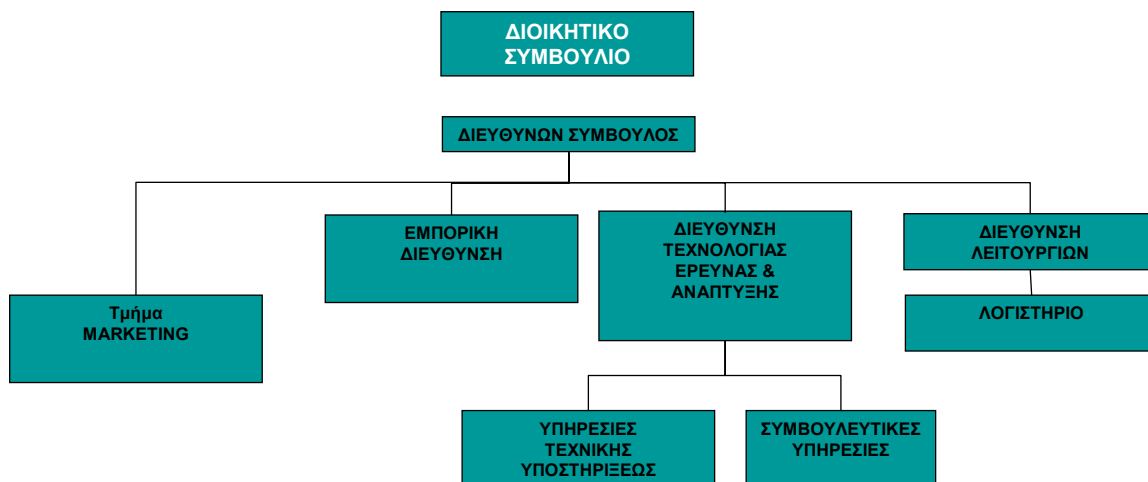 ΔΙΟΙΚΗΤΙΚΟ
ΣΥΜΒΟΥΛΙΟ
ΔΙΕΥΘΥΝΩΝ ΣΥΜΒΟΥΛΟΣ
ΕΜΠΟΡΙΚΗ
ΔΙΕΥΘΥΝΣΗ
ΔΙΕΥΘΥΝΣΗ
ΤΕΧΝΟΛΟΓΙΑΣ
ΕΡΕΥΝΑΣ &
ΑΝΑΠΤΥΞΗΣ
ΔΙΕΥΘΥΝΣΗ
ΛΕΙΤΟΥΡΓΙΩΝ
Τμήμα
MARKETING
ΛΟΓΙΣΤΗΡΙΟ
ΥΠΗΡΕΣΙΕΣ
ΤΕΧΝΙΚΗΣ
ΥΠΟΣΤΗΡΙΞΕΩΣ
ΣΥΜΒΟΥΛΕΥΤΙΚΕΣ
ΥΠΗΡΕΣΙΕΣ